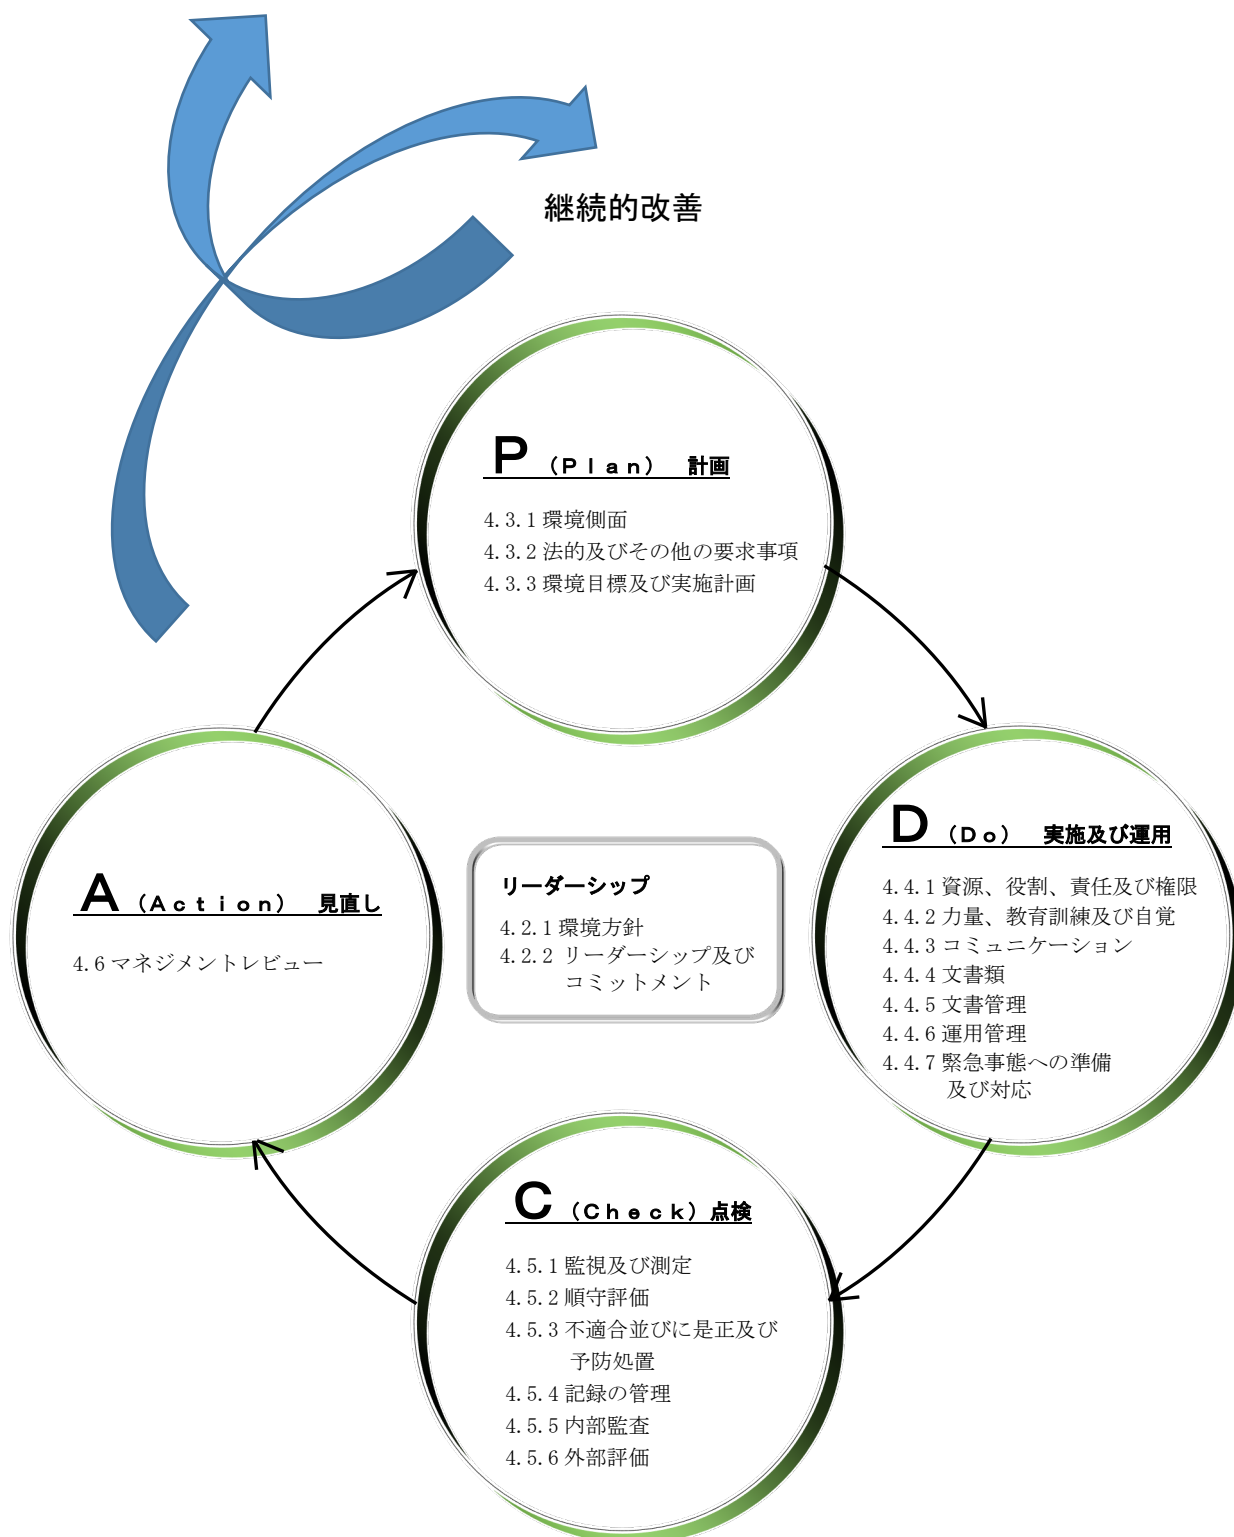 継続的改善
P（Plan）　計画
4.3.1 環境側面
4.3.2 法的及びその他の要求事項
4.3.3 環境目標及び実施計画
D（Do）　実施及び運用
4.4.1 資源、役割、責任及び権限
4.4.2 力量、教育訓練及び自覚
4.4.3 コミュニケーション
4.4.4 文書類
4.4.5 文書管理
4.4.6 運用管理
4.4.7 緊急事態への準備
及び対応
リーダーシップ
4.2.1 環境方針
4.2.2 リーダーシップ及び
コミットメント
A（Action）　見直し
4.6 マネジメントレビュー
C（Check）点検
4.5.1 監視及び測定
4.5.2 順守評価
4.5.3 不適合並びに是正及び
予防処置
4.5.4 記録の管理
4.5.5 内部監査
4.5.6 外部評価